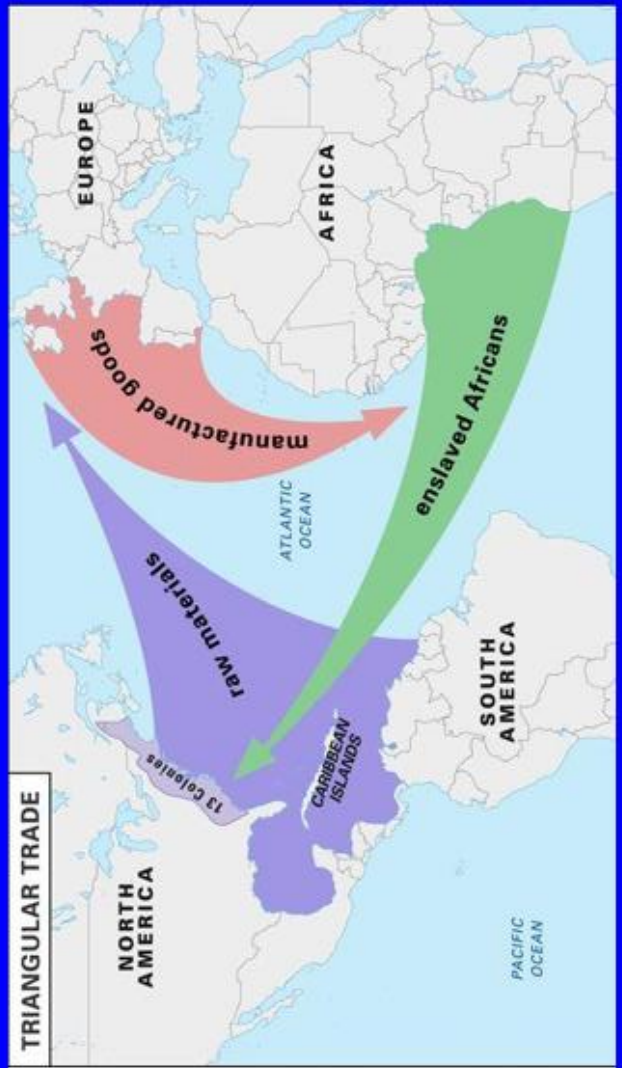 TRIANGULAR TRADE
NORTH
AMERICA
13 Colonies
raw materials
manufactured goods
EUROPE
ATLANTIC
OCEAN
AFRICA
enslaved Africans
CARIBBEAN
ISLANDS
SOUTH
AMERICA
PACIFIC
OCEAN